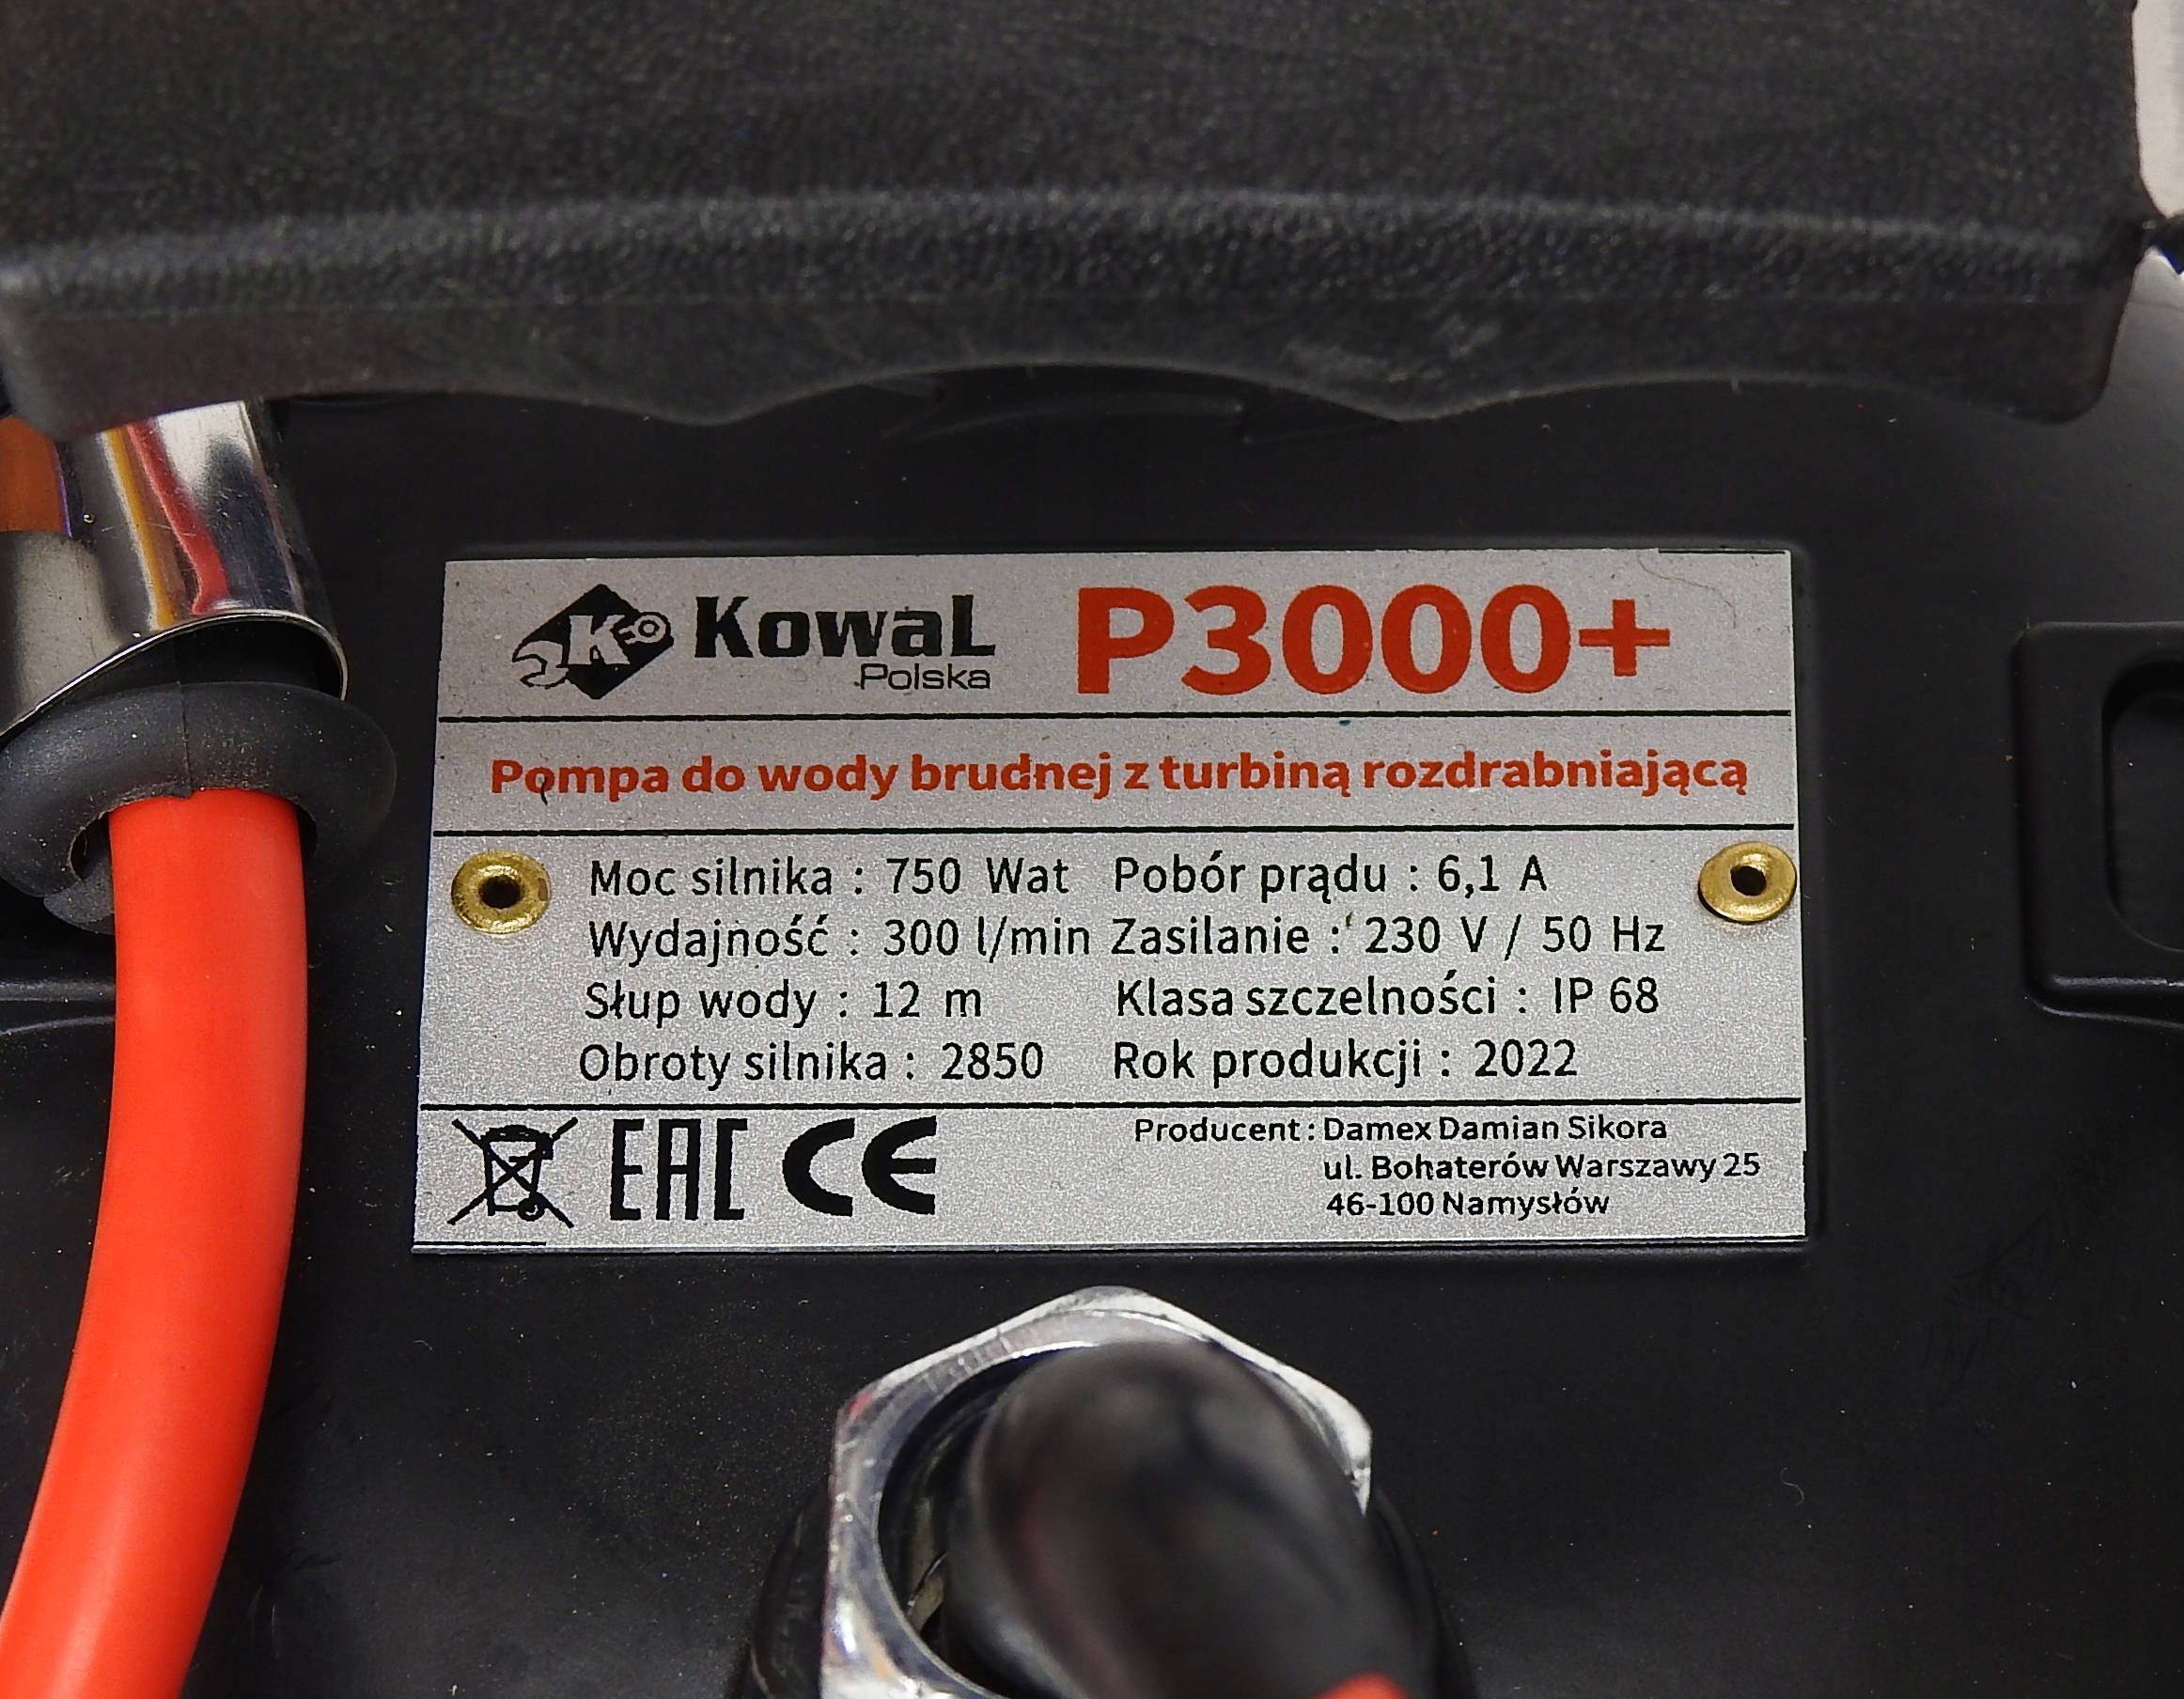 KowaL P3000+
Polska
Pompa do wody brudnej z turbiną rozdrabniającą
Moc silnika : 750 Wat Pobór prądu : 6,1 A
Wydajność : 300 l/min Zasilanie : 230 V / 50 Hz
Słup wody : 12 m Klasa szczelności : IP 68
Obroty silnika : 2850 Rok produkcji : 2022
EAC CE Producent : Damex Damian Sikora
ul. Bohaterów Warszawy 25
46-100 Namysłów